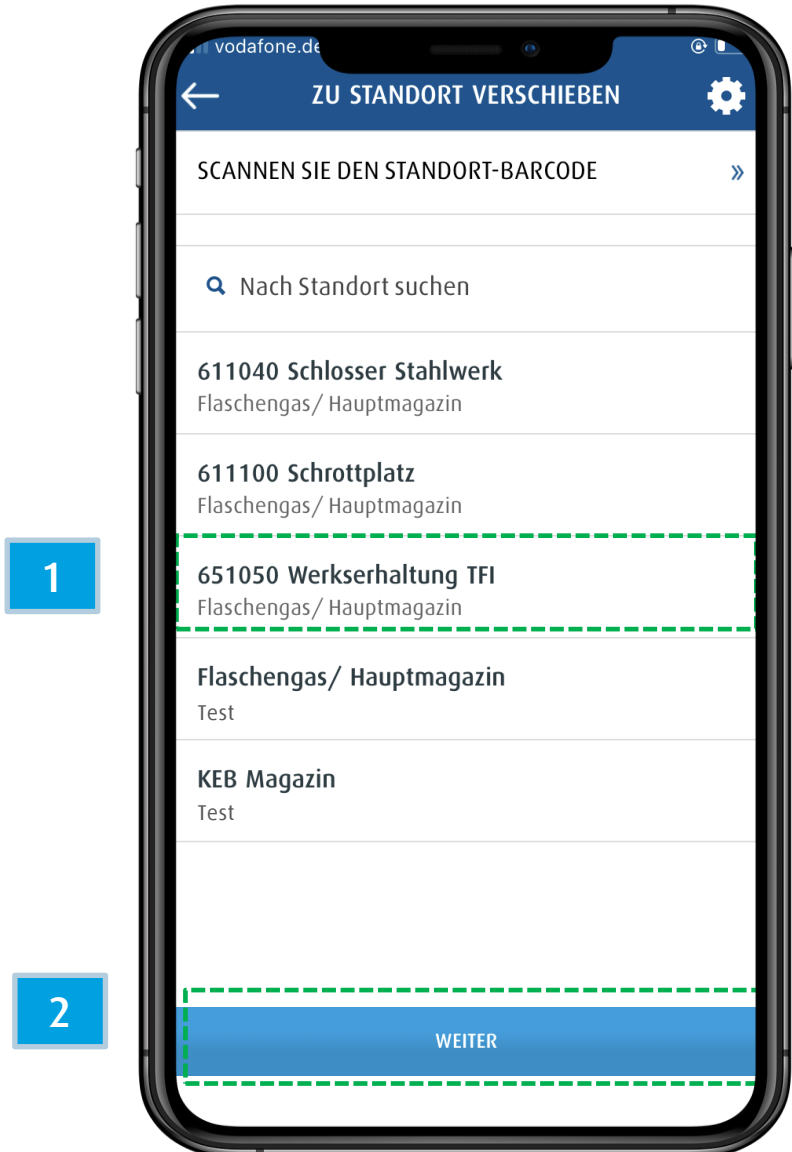 vodafone.de
ZU STANDORT VERSCHIEBEN
SCANNEN SIE DEN STANDORT-BARCODE »
Nach Standort suchen
611040 Schlosser Stahlwerk
Flaschengas/ Hauptmagazin
611100 Schrottplatz
Flaschengas/ Hauptmagazin
1
651050 Werkserhaltung TFI
Flaschengas/ Hauptmagazin
Flaschengas/ Hauptmagazin
Test
KEB Magazin
Test
2
WEITER